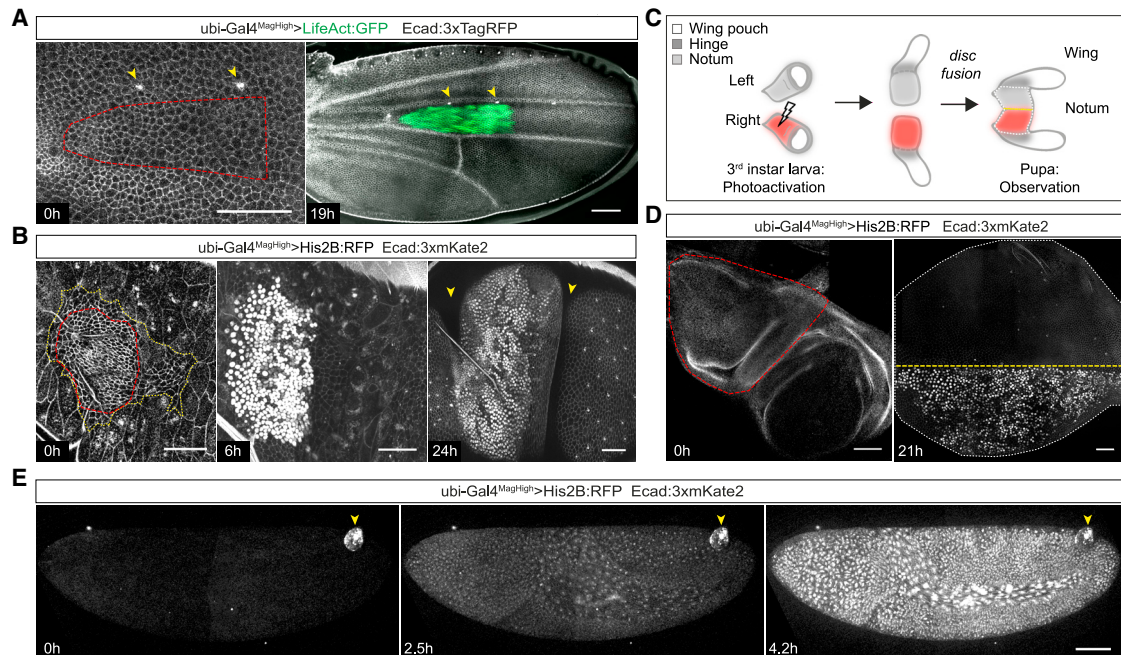 A
ubi-Gal4MagHigh>LifeAct:GFP Ecad:3xTagRFP
0h
19h
B
ubi-Gal4MagHigh>His2B:RFP Ecad:3xmKate2
0h
6h
24h
C
Wing pouch
Hinge
Notum
Left
Right
disc
fusion
Wing
Notum
3rd instar larva:
Photoactivation
Pupa:
Observation
D
ubi-Gal4MagHigh>His2B:RFP Ecad:3xmKate2
0h
21h
E
ubi-Gal4MagHigh>His2B:RFP Ecad:3xmKate2
0h
2.5h
4.2h